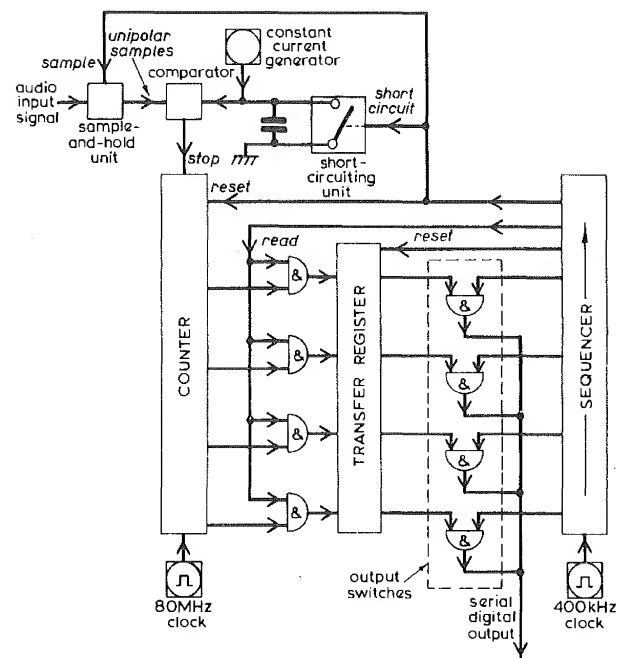 constant
current
generator
unipolar
samples
sample
comparator
audio
input
signal
sample-
and-hold
unit
short
circuit
short-
circuiting
unit
stop
reset
read
reset
&
&
&
&
&
&
&
&
COUNTER
TRANSFER REGISTER
SEQUENCER
output
switches
80MHz
clock
serial
digital
output
400kHz
clock